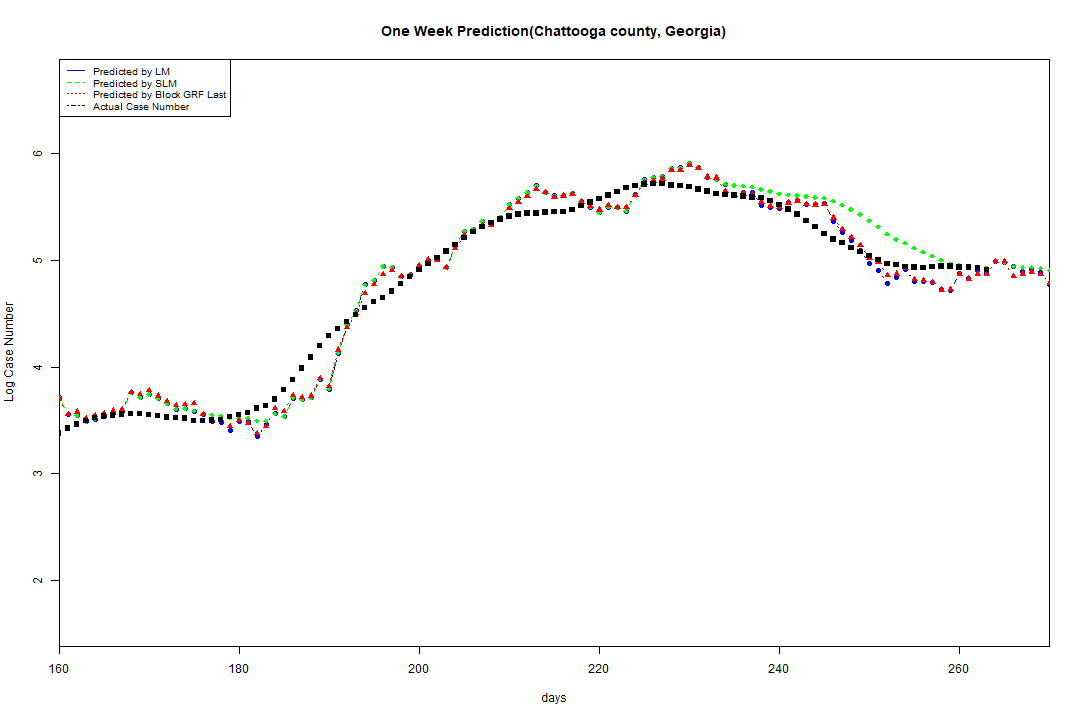 One Week Prediction(Chattooga county, Georgia)
Predicted by LM
Predicted by SLM
Predicted by Block GRF Last
Actual Case Number
6
5
4
3
2
Log Case Number
160 180 200 220 240 260
days